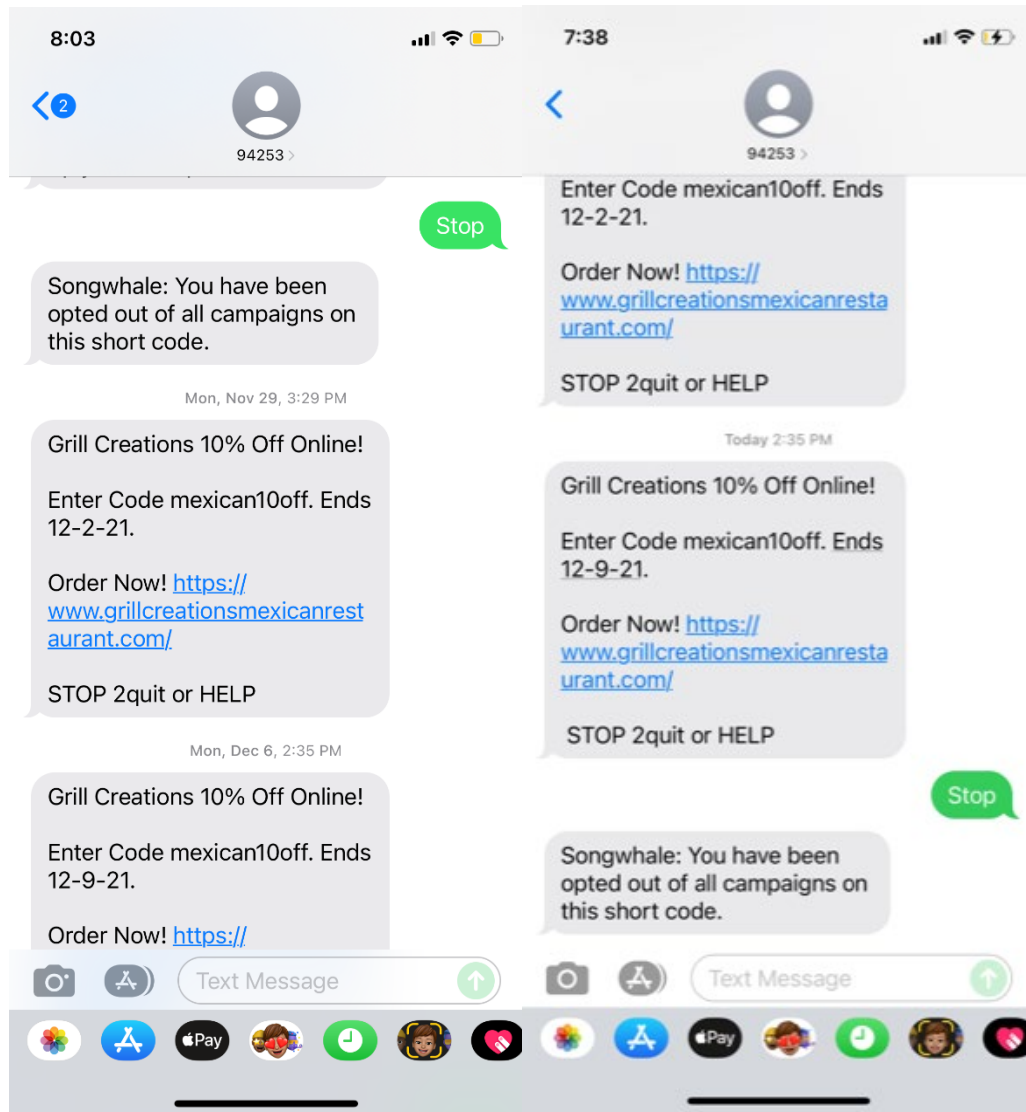 8:03
2
94253
Stop
Songwhale: You have been
opted out of all campaigns on
this short code.
Mon, Nov 29, 3:29 PM
Grill Creations 10% Off Online!
Enter Code mexican10off. Ends
12-2-21.
Order Now! https://
www.grillcreationsmexicanrest
aurant.com/
STOP 2quit or HELP
Mon, Dec 6, 2:35 PM
Grill Creations 10% Off Online!
Enter Code mexican10off. Ends
12-9-21.
Order Now! https://
Text Message
Pay
7:38
94253
Enter Code mexican10off. Ends
12-2-21.
Order Now! https://
www.grillcreationsmexicanresta
urant.com/
STOP 2quit or HELP
Today 2:35 PM
Grill Creations 10% Off Online!
Enter Code mexican10off. Ends
12-9-21.
Order Now! https://
www.grillcreationsmexicanresta
urant.com/
STOP 2quit or HELP
Stop
Songwhale: You have been
opted out of all campaigns on
this short code.
Text Message
Pay